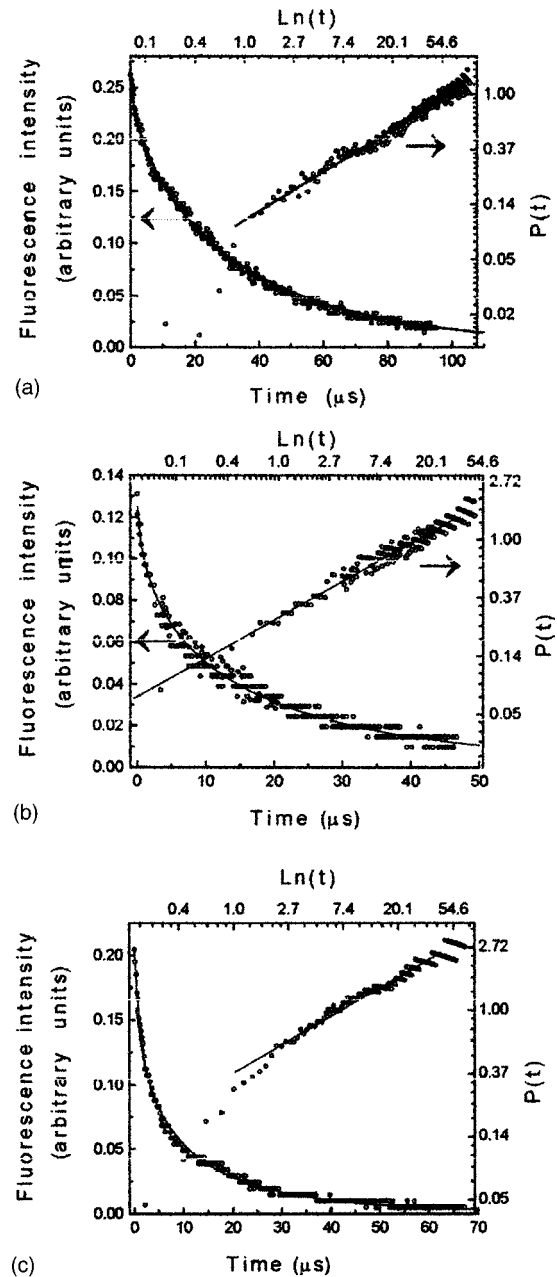 Ln(t)
0.1 0.4 1.0 2.7 7.4 20.1 54.6
0.25
0.20
0.15
0.10
0.05
0.00
Fluorescence intensity
(arbitrary units)
1.00
0.37
0.14
0.05
0.02
P(t)
0 20 40 60 80 100
Time (μs)
(a)
Ln(t)
0.1 0.4 1.0 2.7 7.4 20.1 54.6
0.14
0.12
0.10
0.08
0.06
0.04
0.02
0.00
Fluorescence intensity
(arbitrary units)
2.72
1.00
0.37
0.14
0.05
P(t)
0 10 20 30 40 50
Time (μs)
(b)
Ln(t)
0.4 1.0 2.7 7.4 20.1 54.6
0.20
0.15
0.10
0.05
0.00
Fluorescence intensity
(arbitrary units)
2.72
1.00
0.37
0.14
0.05
P(t)
0 10 20 30 40 50 60 70
Time (μs)
(c)